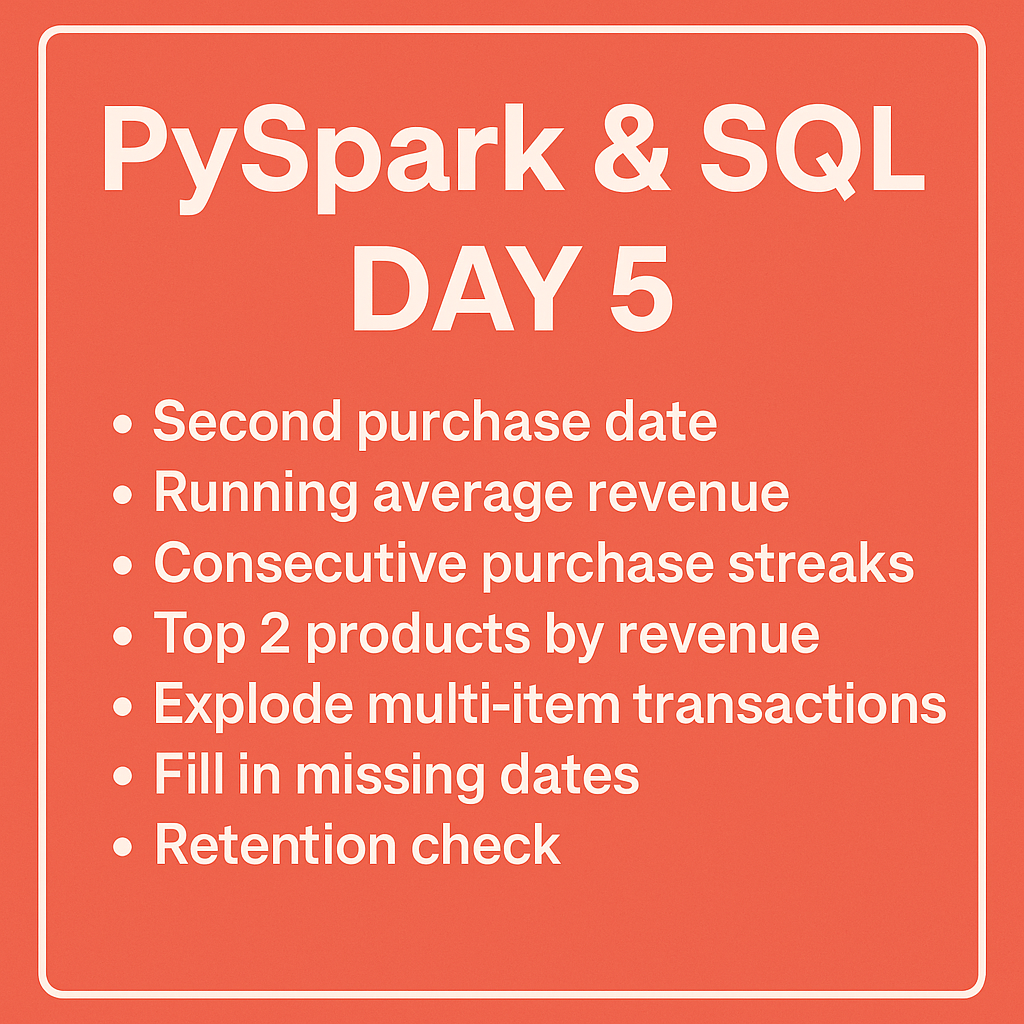 PySpark & SQL
DAY 5
• Second purchase date
• Running average revenue
• Consecutive purchase streaks
• Top 2 products by revenue
• Explode multi-item transactions
• Fill in missing dates
• Retention check